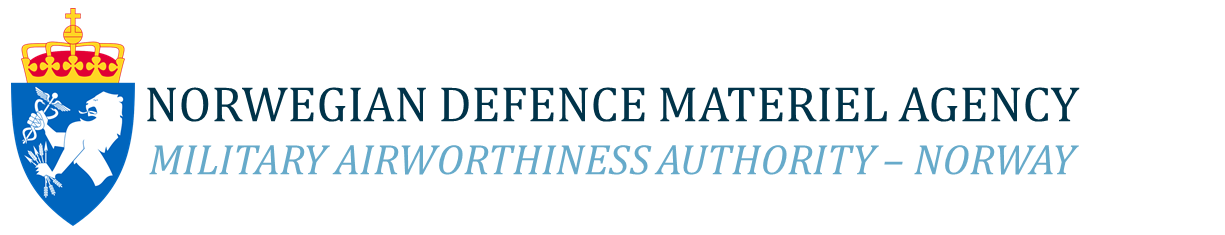 NORWEGIAN DEFENCE MATERIEL AGENCY
MILITARY AIRWORTHINESS AUTHORITY – NORWAY